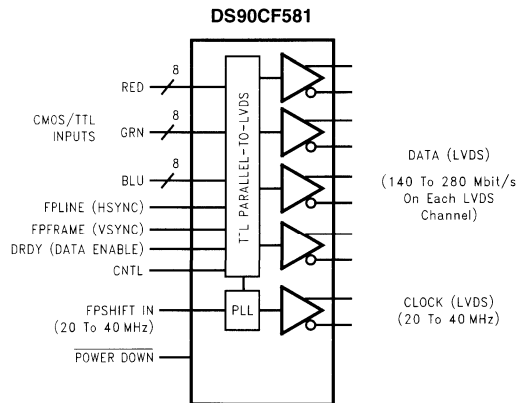 DS90CF581
8
RED
8
CMOS/TTL
INPUTS
GRN
8
BLU
FPLINE (HSYNC)
FPFRAME (VSYNC)
DRDY (DATA ENABLE)
CNTL
FPSHIFT IN
(20 To 40 MHz)
POWER DOWN
TTL PARALLEL-TO-LVDS
PLL
DATA (LVDS)
(140 To 280 Mbit/s
On Each LVDS
Channel)
CLOCK (LVDS)
(20 To 40 MHz)